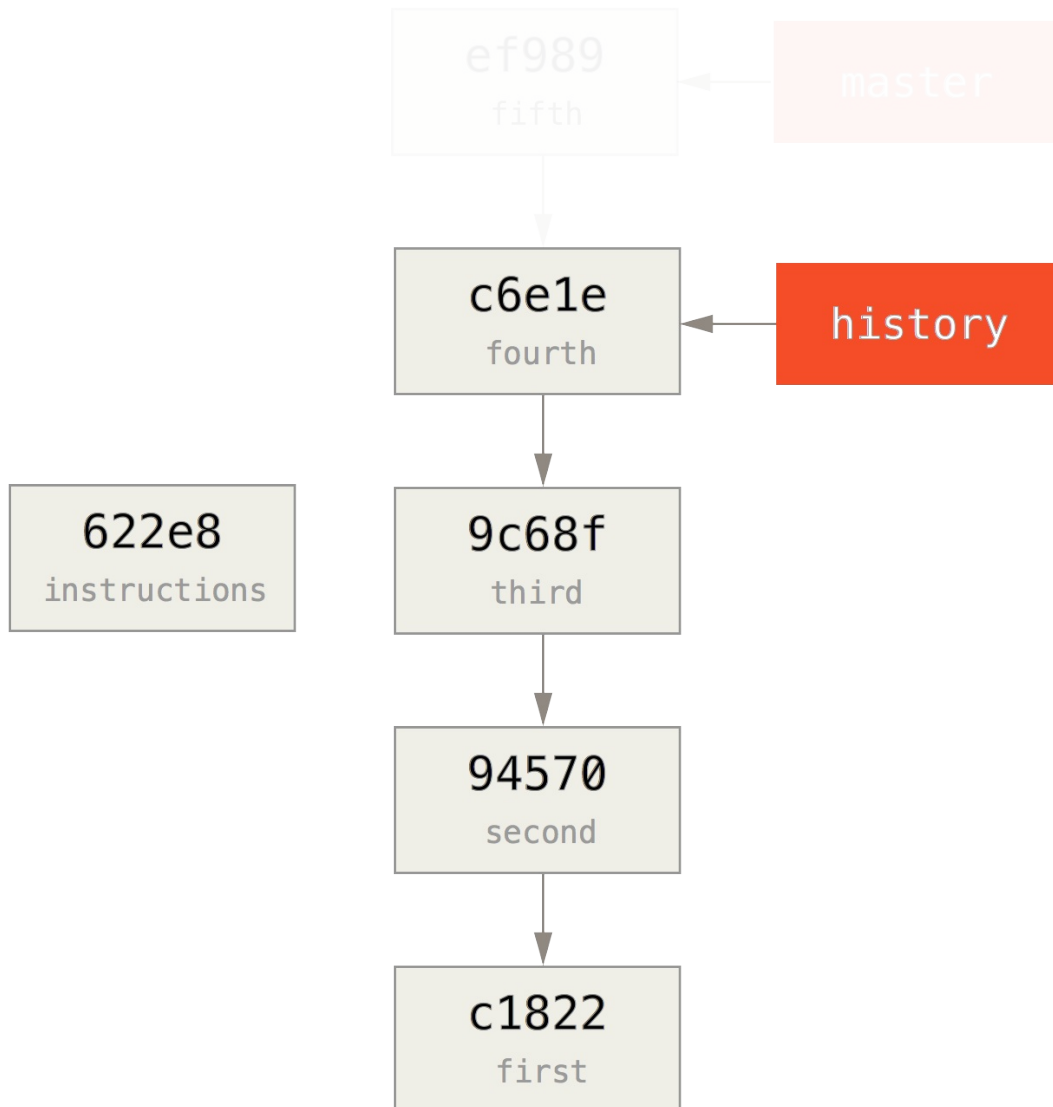 ef989
fifth
master
c6e1e
fourth
history
622e8
instructions
9c68f
third
94570
second
c1822
first